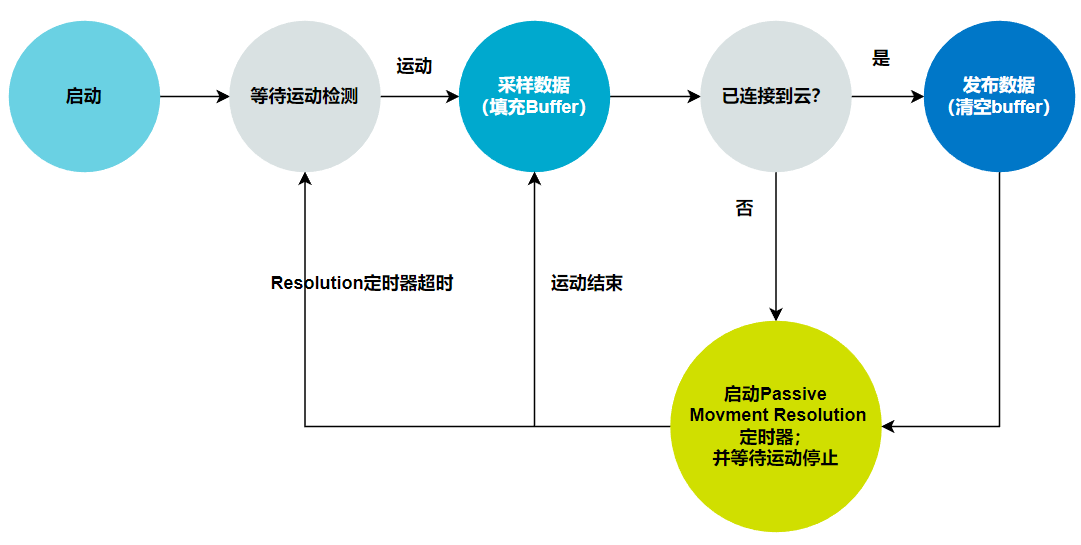 启动
等待运动检测
运动
采样数据
（填充Buffer）
已连接到云？
是
发布数据
（清空buffer）
否
Resolution定时器超时
运动结束
启动Passive
Movment Resolution
定时器；
并等待运动停止